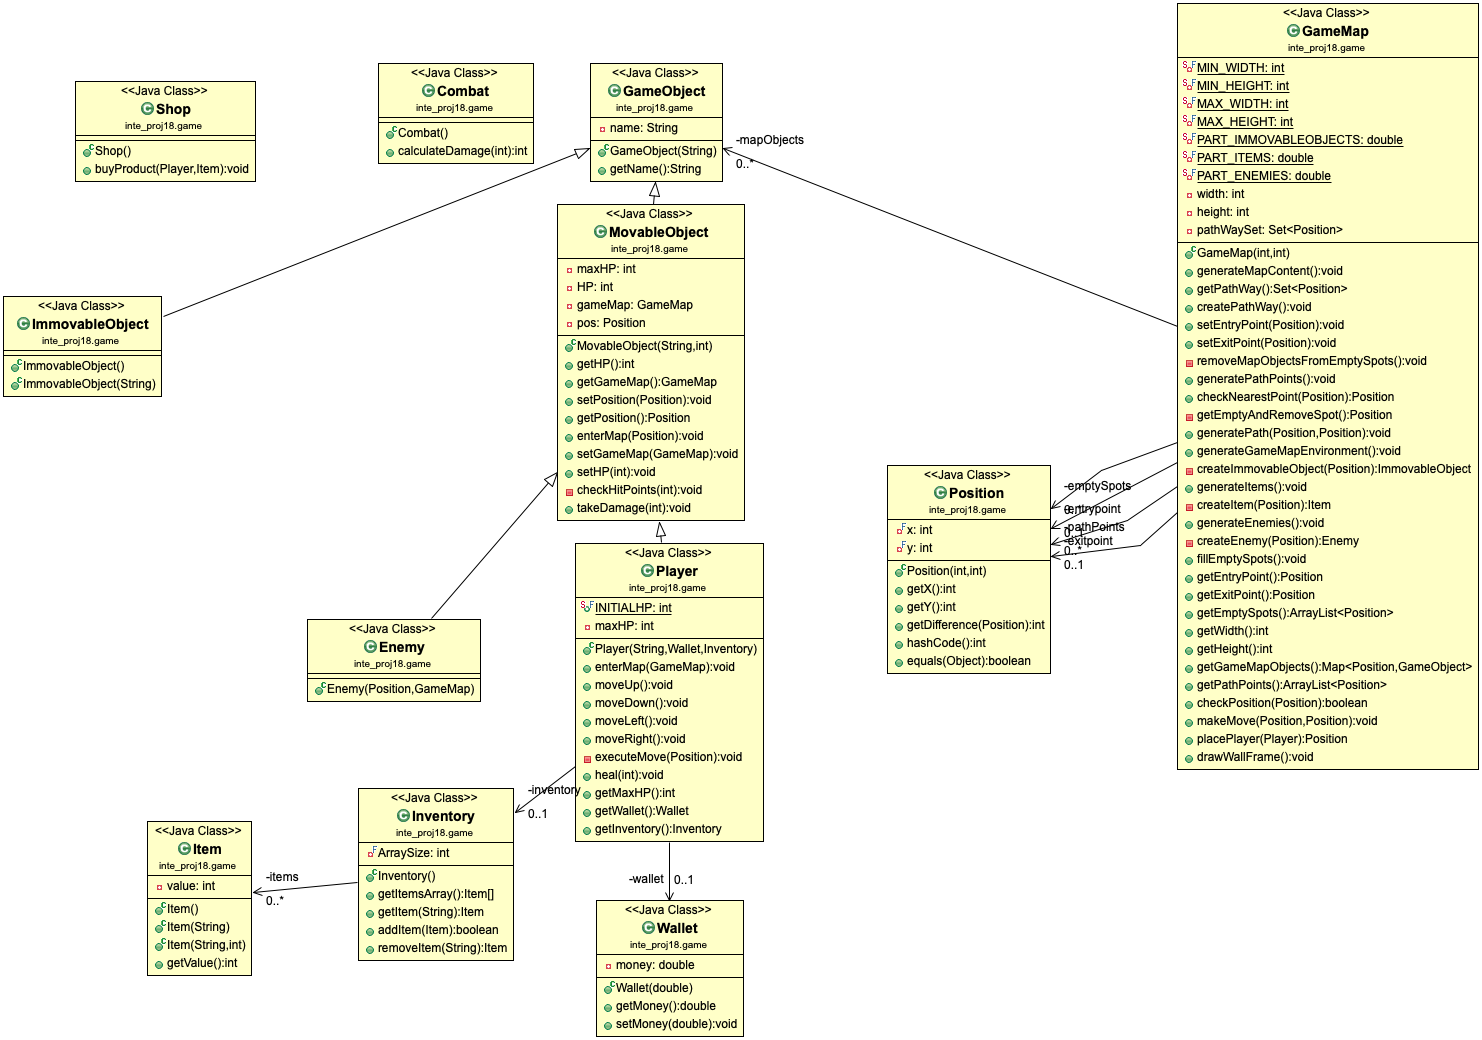 <<Java Class>>
Shop
inte_proj18.game
Shop()
buyProduct(Player,Item):void
<<Java Class>>
Combat
inte_proj18.game
Combat()
calculateDamage(int):int
<<Java Class>>
GameObject
inte_proj18.game
name: String
GameObject(String)
getName():String
-mapObjects
0..*
<<Java Class>>
GameMap
inte_proj18.game
MIN_WIDTH: int
MIN_HEIGHT: int
MAX_WIDTH: int
MAX_HEIGHT: int
PART_IMMOVABLEOBJECTS: double
PART_ITEMS: double
PART_ENEMIES: double
width: int
height: int
pathWaySet: Set<Position>
GameMap(int,int)
generateMapContent():void
getPathWay():Set<Position>
createPathWay():void
setEntryPoint(Position):void
setExitPoint(Position):void
removeMapObjectsFromEmptySpots():void
generatePathPoints():void
checkNearestPoint(Position):Position
getEmptyAndRemoveSpot():Position
generatePath(Position,Position):void
generateGameMapEnvironment():void
createImmovableObject(Position):ImmovableObject
generateItems():void
createItem(Position):Item
generateEnemies():void
createEnemy(Position):Enemy
fillEmptySpots():void
getEntryPoint():Position
getExitPoint():Position
getEmptySpots():ArrayList<Position>
getWidth():int
getHeight():int
getGameMapObjects():Map<Position,GameObject>
getPathPoints():ArrayList<Position>
checkPosition(Position):boolean
makeMove(Position,Position):void
placePlayer(Player):Position
drawWallFrame():void
<<Java Class>>
MovableObject
inte_proj18.game
maxHP: int
HP: int
gameMap: GameMap
pos: Position
MovableObject(String,int)
getHP():int
getGameMap():GameMap
setPosition(Position):void
getPosition():Position
enterMap(Position):void
setGameMap(GameMap):void
setHP(int):void
checkHitPoints(int):void
takeDamage(int):void
<<Java Class>>
ImmovableObject
inte_proj18.game
ImmovableObject()
ImmovableObject(String)
<<Java Class>>
Position
inte_proj18.game
x: int
y: int
Position(int,int)
getX():int
getY():int
getDifference(Position):int
hashCode():int
equals(Object):boolean
-emptySpots
-entrypoint
-pathPoints
-exitpoint
0..*
0..1
<<Java Class>>
Player
inte_proj18.game
INITIALHP: int
maxHP: int
Player(String,Wallet,Inventory)
enterMap(GameMap):void
moveUp():void
moveDown():void
moveLeft():void
moveRight():void
executeMove(Position):void
heal(int):void
getMaxHP():int
getWallet():Wallet
getInventory():Inventory
<<Java Class>>
Enemy
inte_proj18.game
Enemy(Position,GameMap)
-inventory
0..1
<<Java Class>>
Inventory
inte_proj18.game
ArraySize: int
Inventory()
getItemsArray():Item[]
getItem(String):Item
addItem(Item):boolean
removeItem(String):Item
-items
0..*
<<Java Class>>
Item
inte_proj18.game
value: int
Item()
Item(String)
Item(String,int)
getValue():int
-wallet
0..1
<<Java Class>>
Wallet
inte_proj18.game
money: double
Wallet(double)
getMoney():double
setMoney(double):void